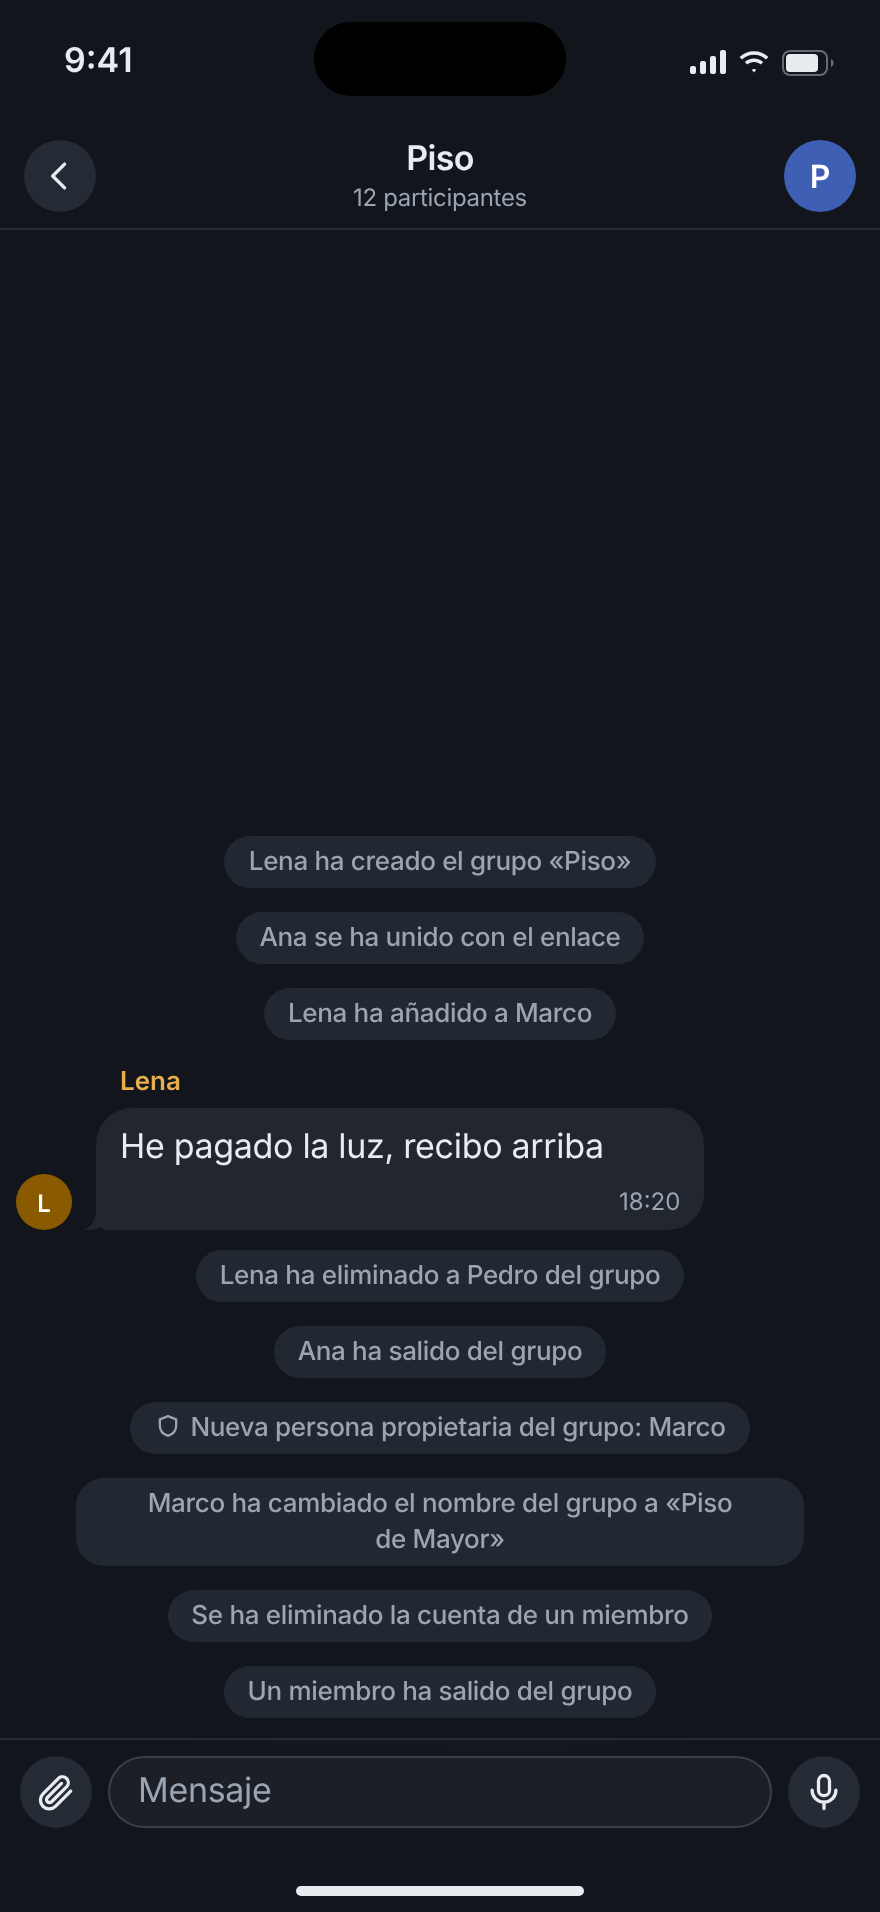 9:41
Piso
12 participantes
P
Lena ha creado el grupo «Piso»
Ana se ha unido con el enlace
Lena ha añadido a Marco
Lena
He pagado la luz, recibo arriba
18:20
L
Lena ha eliminado a Pedro del grupo
Ana ha salido del grupo
Nueva persona propietaria del grupo: Marco
Marco ha cambiado el nombre del grupo a «Piso
de Mayor»
Se ha eliminado la cuenta de un miembro
Un miembro ha salido del grupo
Mensaje